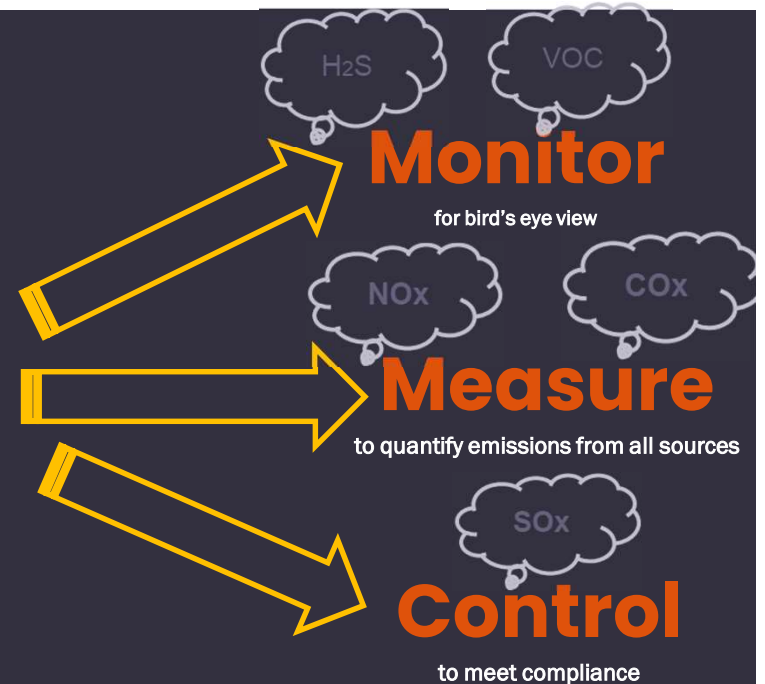 H2S
VOC
Monitor
for bird's eye view
NOx
COx
Measure
to quantify emissions from all sources
SOx
Control
to meet compliance